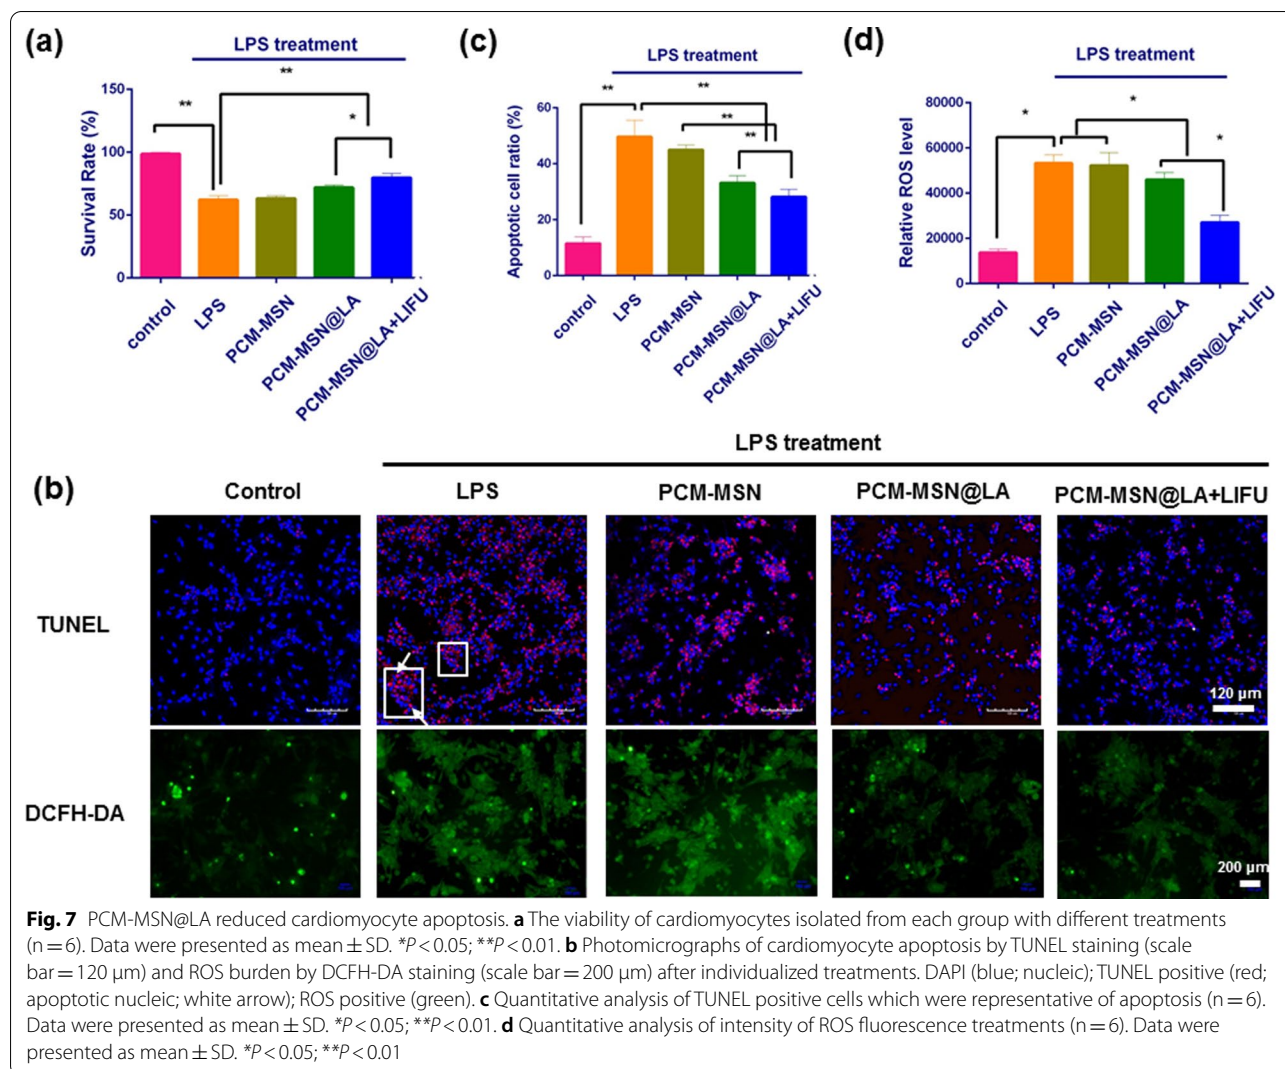 (a)
LPS treatment
**
**
*
Survival Rate (%)
150
100
50
0
control
LPS
PCM-MSN
PCM-MSN@LA
PCM-MSN@LA+LIFU
(c)
LPS treatment
**
**
**
**
Apoptotic cell ratio (%)
60
40
20
0
control
LPS
PCM-MSN
PCM-MSN@LA
PCM-MSN@LA+LIFU
(d)
LPS treatment
*
*
*
Relative ROS level
80000
60000
40000
20000
0
control
LPS
PCM-MSN
PCM-MSN@LA
PCM-MSN@LA+LIFU
LPS treatment
(b)
Control
LPS
PCM-MSN
PCM-MSN@LA
PCM-MSN@LA+LIFU
TUNEL
120 µm
DCFH-DA
200 µm
Fig. 7 PCM-MSN@LA reduced cardiomyocyte apoptosis. a The viability of cardiomyocytes isolated from each group with different treatments
(n = 6). Data were presented as mean ± SD. *P < 0.05; **P < 0.01. b Photomicrographs of cardiomyocyte apoptosis by TUNEL staining (scale
bar = 120 µm) and ROS burden by DCFH-DA staining (scale bar = 200 µm) after individualized treatments. DAPI (blue; nucleic); TUNEL positive (red;
apoptotic nucleic; white arrow); ROS positive (green). c Quantitative analysis of TUNEL positive cells which were representative of apoptosis (n = 6).
Data were presented as mean ± SD. *P < 0.05; **P < 0.01. d Quantitative analysis of intensity of ROS fluorescence treatments (n = 6). Data were
presented as mean ± SD. *P < 0.05; **P < 0.01